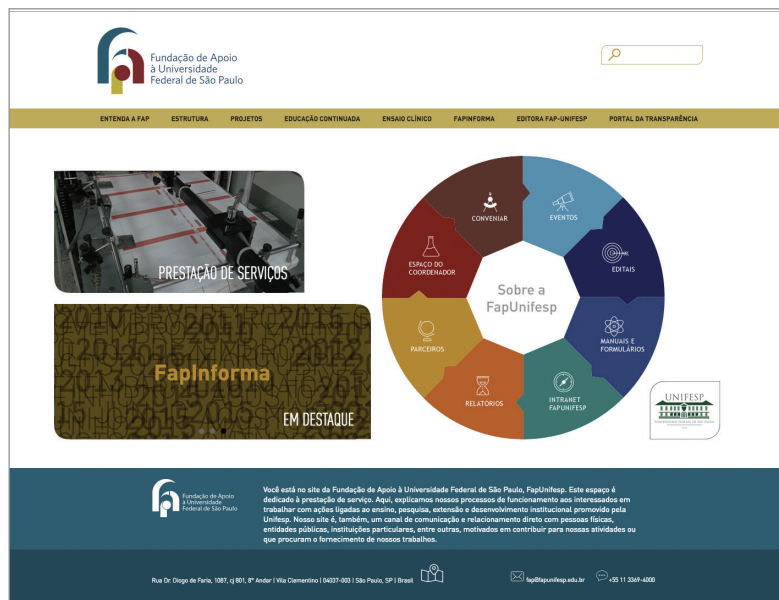 Fundação de Apoio
à Universidade
Federal de São Paulo
ENTENDA A FAP ESTRUTURA PROJETOS EDUCAÇÃO CONTINUADA ENSAIO CLÍNICO FAPINFORMA EDITORA FAP-UNIFESP PORTAL DA TRANSPARÊNCIA
PRESTAÇÃO DE SERVIÇOS
FapInforma
EM DESTAQUE
CONVENIAR
EVENTOS
ESPAÇO DO
COORDENADOR
EDITAIS
Sobre a
FapUnifesp
PARCEIROS
MANUAIS E
FORMULÁRIOS
RELATÓRIOS
INTRANET
FAPUNIFESP
UNIFESP
Fundação de Apoio
à Universidade
Federal de São Paulo
Você está no site da Fundação de Apoio à Universidade Federal de São Paulo, FapUnifesp. Este espaço é
dedicado à prestação de serviço. Aqui, explicamos nossos processos de funcionamento aos interessados em
trabalhar com ações ligadas ao ensino, pesquisa, extensão e desenvolvimento institucional promovido pela
Unifesp. Nosso site é, também, um canal de comunicação e relacionamento direto com pessoas físicas,
entidades públicas, instituições particulares, entre outras, motivados em contribuir para nossas atividades ou
que procuram o fornecimento de nossos trabalhos.
Rua Dr. Diogo de Faria, 1087, cj 801, 8º Andar | Vila Clementino | 04037-003 | São Paulo, SP | Brasil fap@fapunifesp.edu.br +55 11 3369-4000